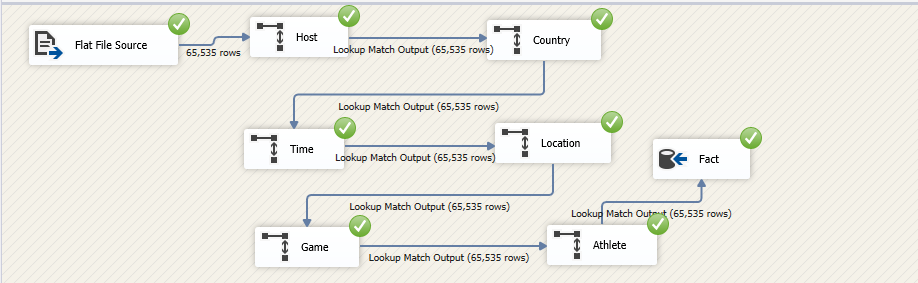 Flat File Source
65,535 rows
Host
Lookup Match Output (65,535 rows)
Country
Lookup Match Output (65,535 rows)
Time
Lookup Match Output (65,535 rows)
Location
Lookup Match Output (65,535 rows)
Game
Lookup Match Output (65,535 rows)
Athlete
Lookup Match Output (65,535 rows)
Fact